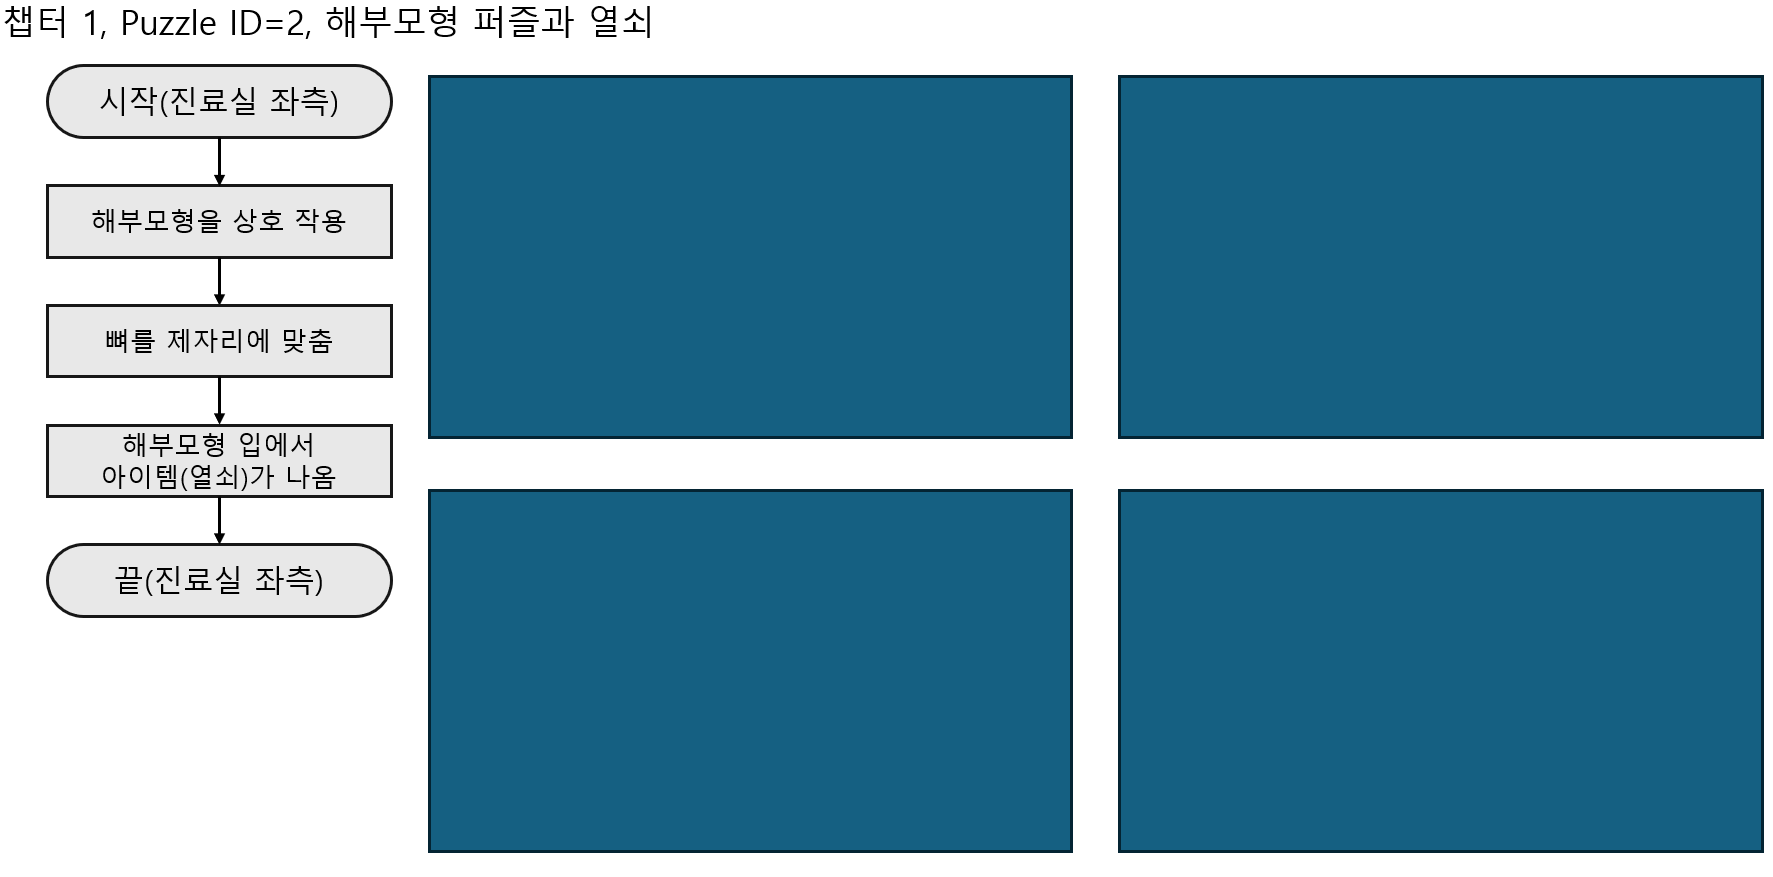 챕터 1, Puzzle ID=2, 해부모형 퍼즐과 열쇠
시작(진료실 좌측)
해부모형을 상호 작용
뼈를 제자리에 맞춤
해부모형 입에서
아이템(열쇠)가 나옴
끝(진료실 좌측)